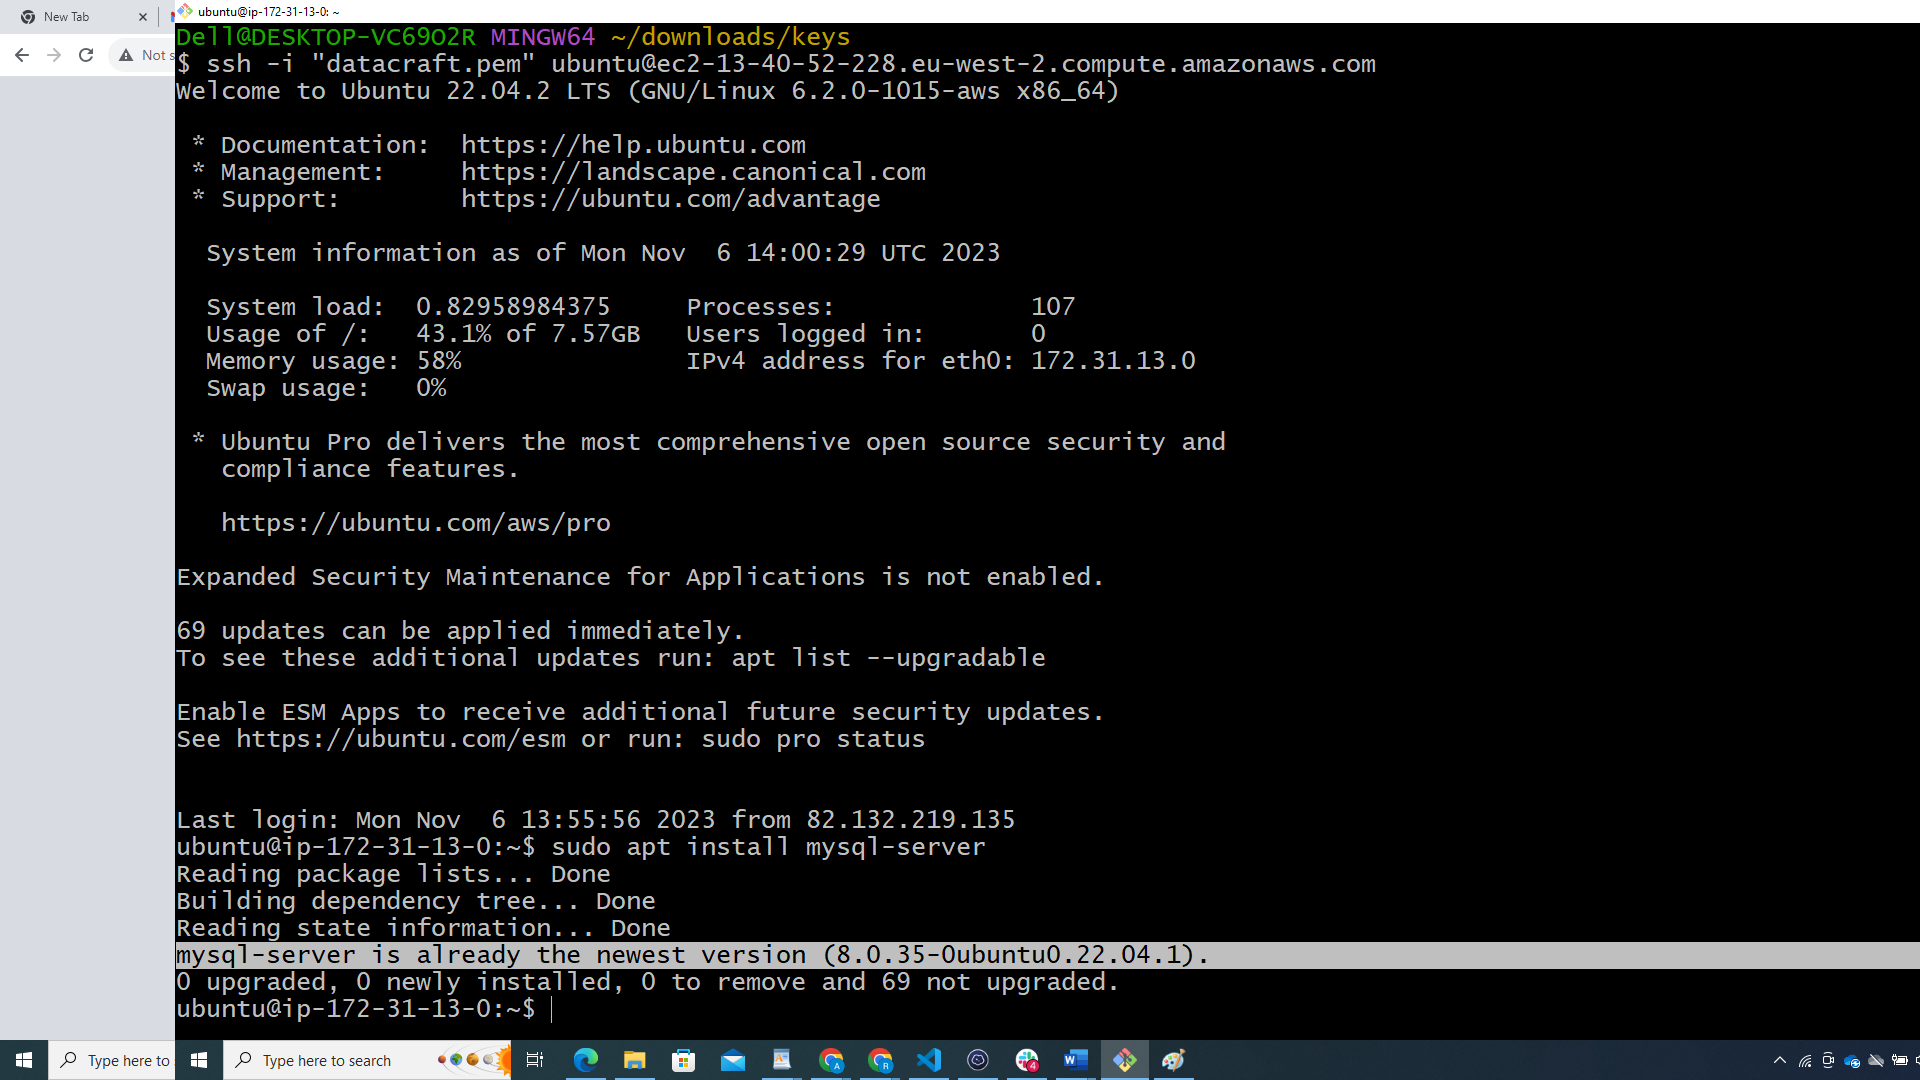 New Tab
ubuntu@ip-172-31-13-0: ~
Not s
Dell@DESKTOP-VC69O2R MINGW64 ~/downloads/keys
$ ssh -i "datacraft.pem" ubuntu@ec2-13-40-52-228.eu-west-2.compute.amazonaws.com
Welcome to Ubuntu 22.04.2 LTS (GNU/Linux 6.2.0-1015-aws x86_64)
* Documentation:  https://help.ubuntu.com
* Management:     https://landscape.canonical.com
* Support:        https://ubuntu.com/advantage
System information as of Mon Nov  6 14:00:29 UTC 2023
System load:  0.82958984375     Processes:             107
Usage of /:   43.1% of 7.57GB   Users logged in:       0
Memory usage: 58%               IPv4 address for eth0: 172.31.13.0
Swap usage:   0%
* Ubuntu Pro delivers the most comprehensive open source security and
compliance features.
https://ubuntu.com/aws/pro
Expanded Security Maintenance for Applications is not enabled.
69 updates can be applied immediately.
To see these additional updates run: apt list --upgradable
Enable ESM Apps to receive additional future security updates.
See https://ubuntu.com/esm or run: sudo pro status
Last login: Mon Nov  6 13:55:56 2023 from 82.132.219.135
ubuntu@ip-172-31-13-0:~$ sudo apt install mysql-server
Reading package lists... Done
Building dependency tree... Done
Reading state information... Done
mysql-server is already the newest version (8.0.35-0ubuntu0.22.04.1).
0 upgraded, 0 newly installed, 0 to remove and 69 not upgraded.
ubuntu@ip-172-31-13-0:~$
Type here to
Type here to search
A
R
4